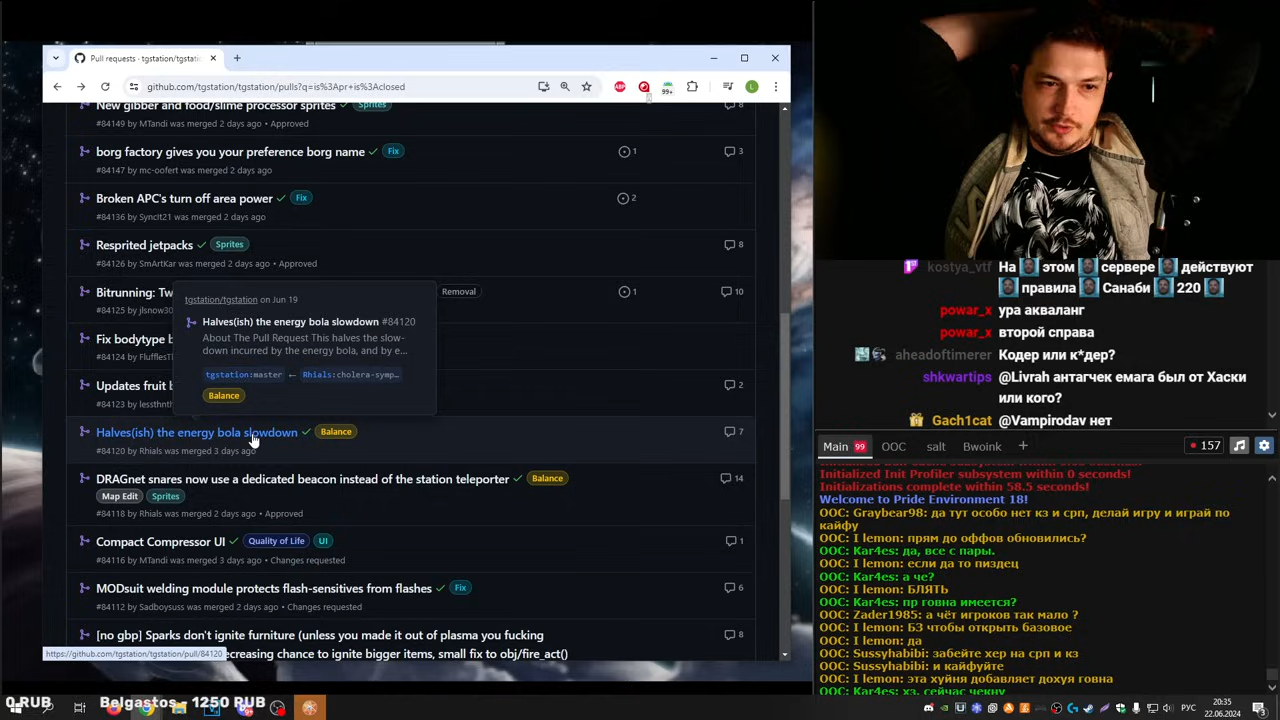 Pull requests · tgstation/tgstati
github.com/tgstation/tgstation/pulls?q=is%3Apr+is%3Aclosed
ABP
99+
L
New gibber and food/slime processor sprites Sprites 8
#84149 by MTandi was merged 2 days ago • Approved
borg factory gives you your preference borg name Fix 1 3
#84147 by mc-oofert was merged 2 days ago
Broken APC's turn off area power Fix 2
#84136 by SyncIt21 was merged 2 days ago
Resprited jetpacks Sprites 8
#84126 by SmArtKar was merged 2 days ago • Approved
Bitrunning: Tw Removal 1 10
#84125 by jlsnow30
Fix bodytype b
#84124 by FlufflesT
Updates fruit b 2
#84123 by lessthnth
tgstation/tgstation on Jun 19
Halves(ish) the energy bola slowdown #84120
About The Pull Request This halves the slow-
down incurred by the energy bola, and by e...
tgstation:master ← Rhials:cholera-symp…
Balance
Halves(ish) the energy bola slowdown Balance 7
#84120 by Rhials was merged 3 days ago
DRAGnet snares now use a dedicated beacon instead of the station teleporter Balance 14
Map Edit Sprites
#84118 by Rhials was merged 2 days ago • Approved
Compact Compressor UI Quality of Life UI 1
#84116 by MTandi was merged 3 days ago • Changes requested
MODsuit welding module protects flash-sensitives from flashes Fix 6
#84112 by Sadboysuss was merged 2 days ago • Changes requested
[no gbp] Sparks don't ignite furniture (unless you made it out of plasma you fucking 8
https://github.com/tgstation/tgstation/pull/84120
creasing chance to ignite bigger items, small fix to obj/fire_act()
0 RUB Belgastos 1250 RUB
kostya_vtf На этом сервере действуют
правила Санаби 220
powar_x ура акваланг
powar_x второй справа
aheadoftimerer Кодер или к*дер?
shkwartips @Livrah антагчек емага был от Хаски
или кого?
Gach1cat @Vampirodav нет
Main 99 OOC salt Bwoink + 157
Initialized Init Profiler subsystem within 0 seconds!
Initializations complete within 58.5 seconds!
Welcome to Pride Environment 18!
OOC: Graybear98: да тут особо нет кз и срп, делай игру и играй по
кайфу
OOC: I lemon: прям до оффов обновились?
OOC: Kar4es: да, все с пары.
OOC: I lemon: если да то пиздец
OOC: Kar4es: а че?
OOC: I lemon: БЛЯТЬ
OOC: Kar4es: пр говна имеется?
OOC: Zader1985: а чёт игроков так мало ?
OOC: I lemon: БЗ чтобы открыть базовое
OOC: I lemon: да
OOC: Sussyhabibi: забейте хер на срп и кз
OOC: Sussyhabibi: и кайфуйте
OOC: I lemon: эта хуйня добавляет дохуя говна
OOC: Kar4es: хз, сейчас чекну
РУС
20:35
22.06.2024